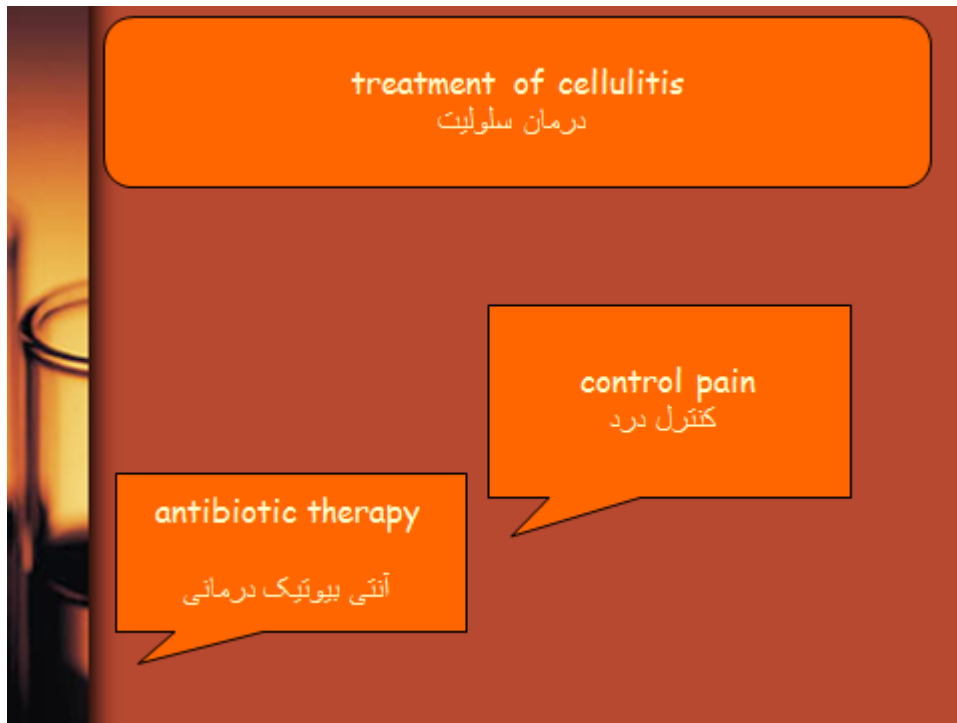 treatment of cellulitis
درمان سلولیت
control pain
کنترل درد
antibiotic therapy
آنتی بیوتیک درمانی